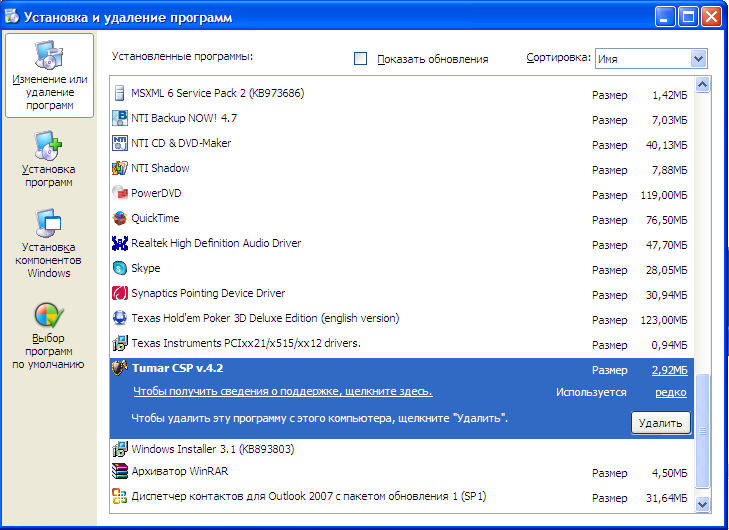 Установка и удаление программ
Изменение или
удаление
программ
Установка
программ
Установка
компонентов
Windows
Выбор
программ
по умолчанию
Установленные программы:
Показать обновления
Сортировка: Имя
MSXML 6 Service Pack 2 (KB973686) Размер 1,42МБ
NTI Backup NOW! 4.7 Размер 7,03МБ
NTI CD & DVD-Maker Размер 40,13МБ
NTI Shadow Размер 7,88МБ
PowerDVD Размер 119,00МБ
QuickTime Размер 76,50МБ
Realtek High Definition Audio Driver Размер 47,70МБ
Skype Размер 28,05МБ
Synaptics Pointing Device Driver Размер 30,94МБ
Texas Hold'em Poker 3D Deluxe Edition (english version) Размер 123,00МБ
Texas Instruments PCIxx21/x515/xx12 drivers. Размер 0,94МБ
Tumar CSP v.4.2 Размер 2,92МБ
Чтобы получить сведения о поддержке, щелкните здесь. Используется редко
Чтобы удалить эту программу с этого компьютера, щелкните "Удалить". Удалить
Windows Installer 3.1 (KB893803)
Архиватор WinRAR Размер 4,50МБ
Диспетчер контактов для Outlook 2007 с пакетом обновления 1 (SP1) Размер 31,64МБ